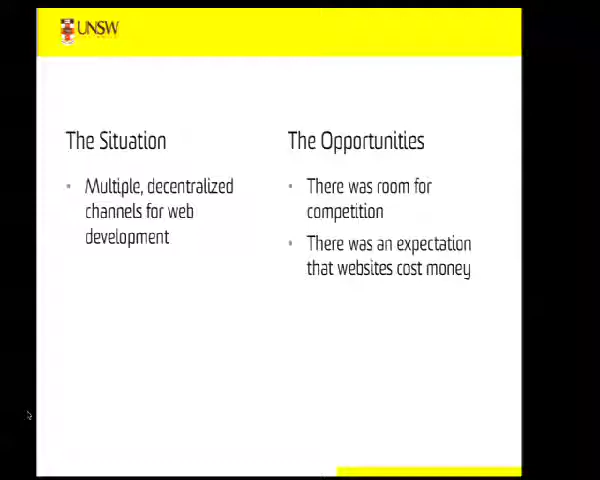 UNSW
The Situation
• Multiple, decentralized
channels for web
development
The Opportunities
• There was room for
competition
• There was an expectation
that websites cost money